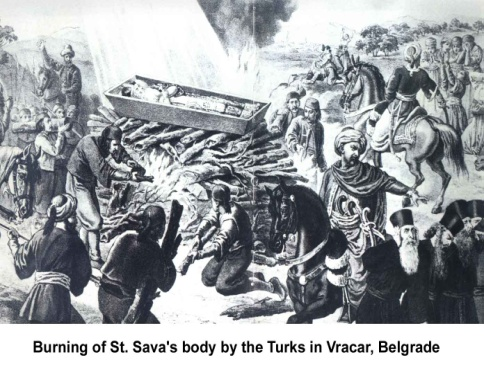 Burning of St. Sava's body by the Turks in Vracar, Belgrade